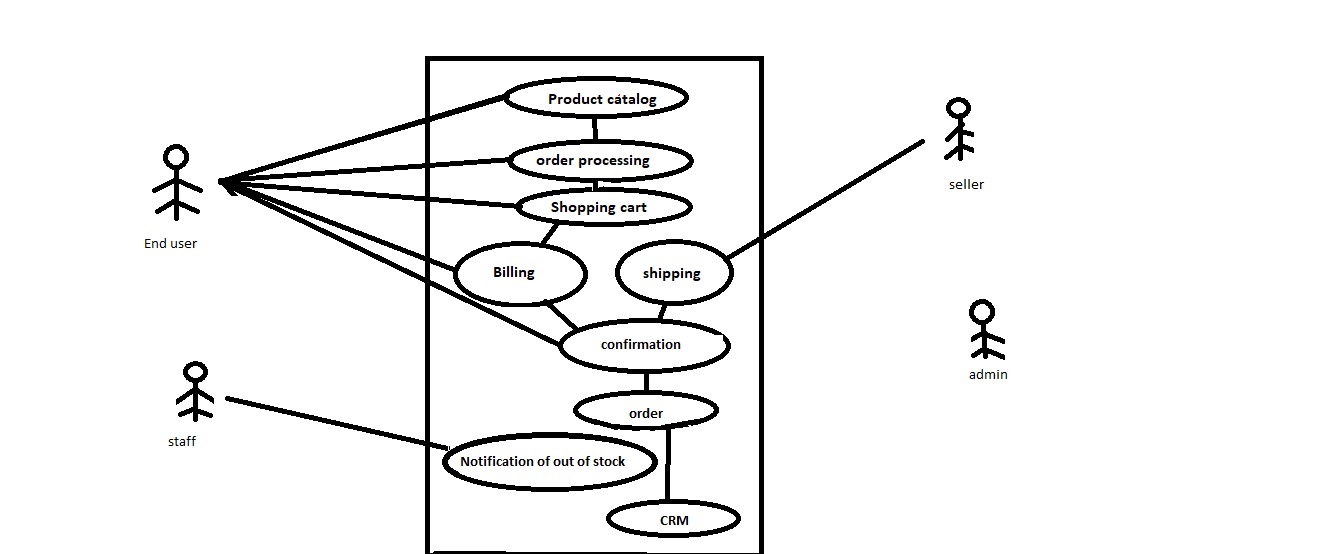 Product catalog
order processing
Shopping cart
Billing
shipping
confirmation
order
Notification of out of stock
CRM
End user
staff
seller
admin